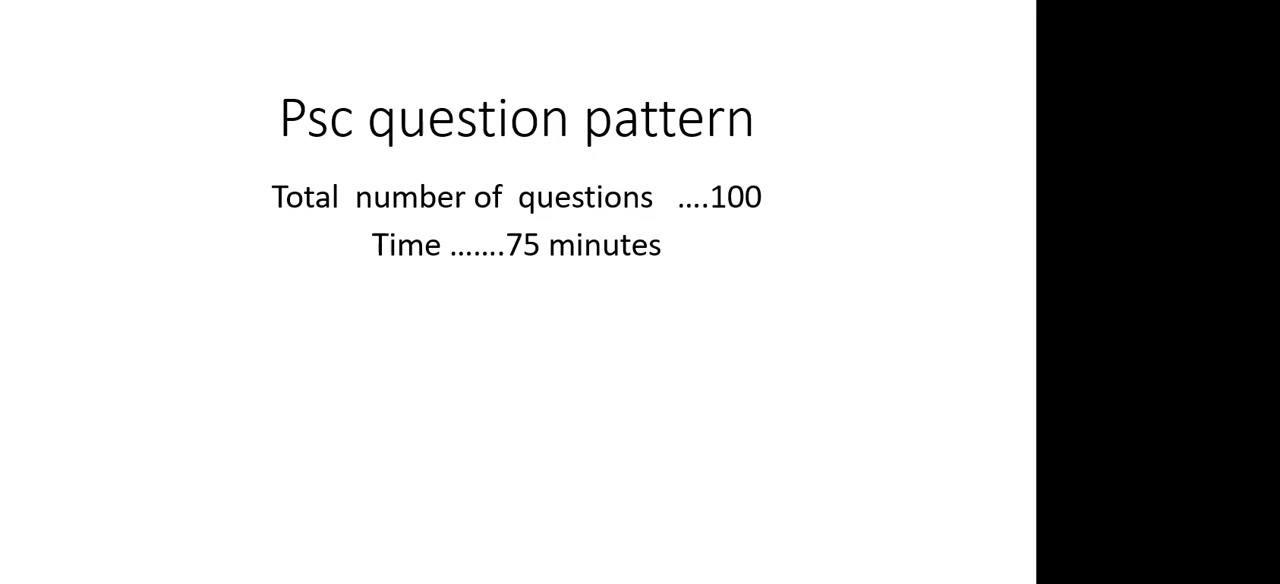 Psc question pattern
Total number of questions ....100
Time .......75 minutes